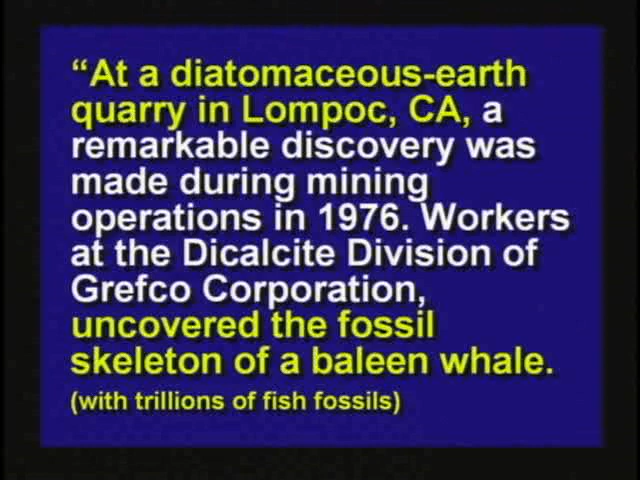 “At a diatomaceous-earth
quarry in Lompoc, CA, a
remarkable discovery was
made during mining
operations in 1976. Workers
at the Dicalcite Division of
Grefco Corporation,
uncovered the fossil
skeleton of a baleen whale.
(with trillions of fish fossils)